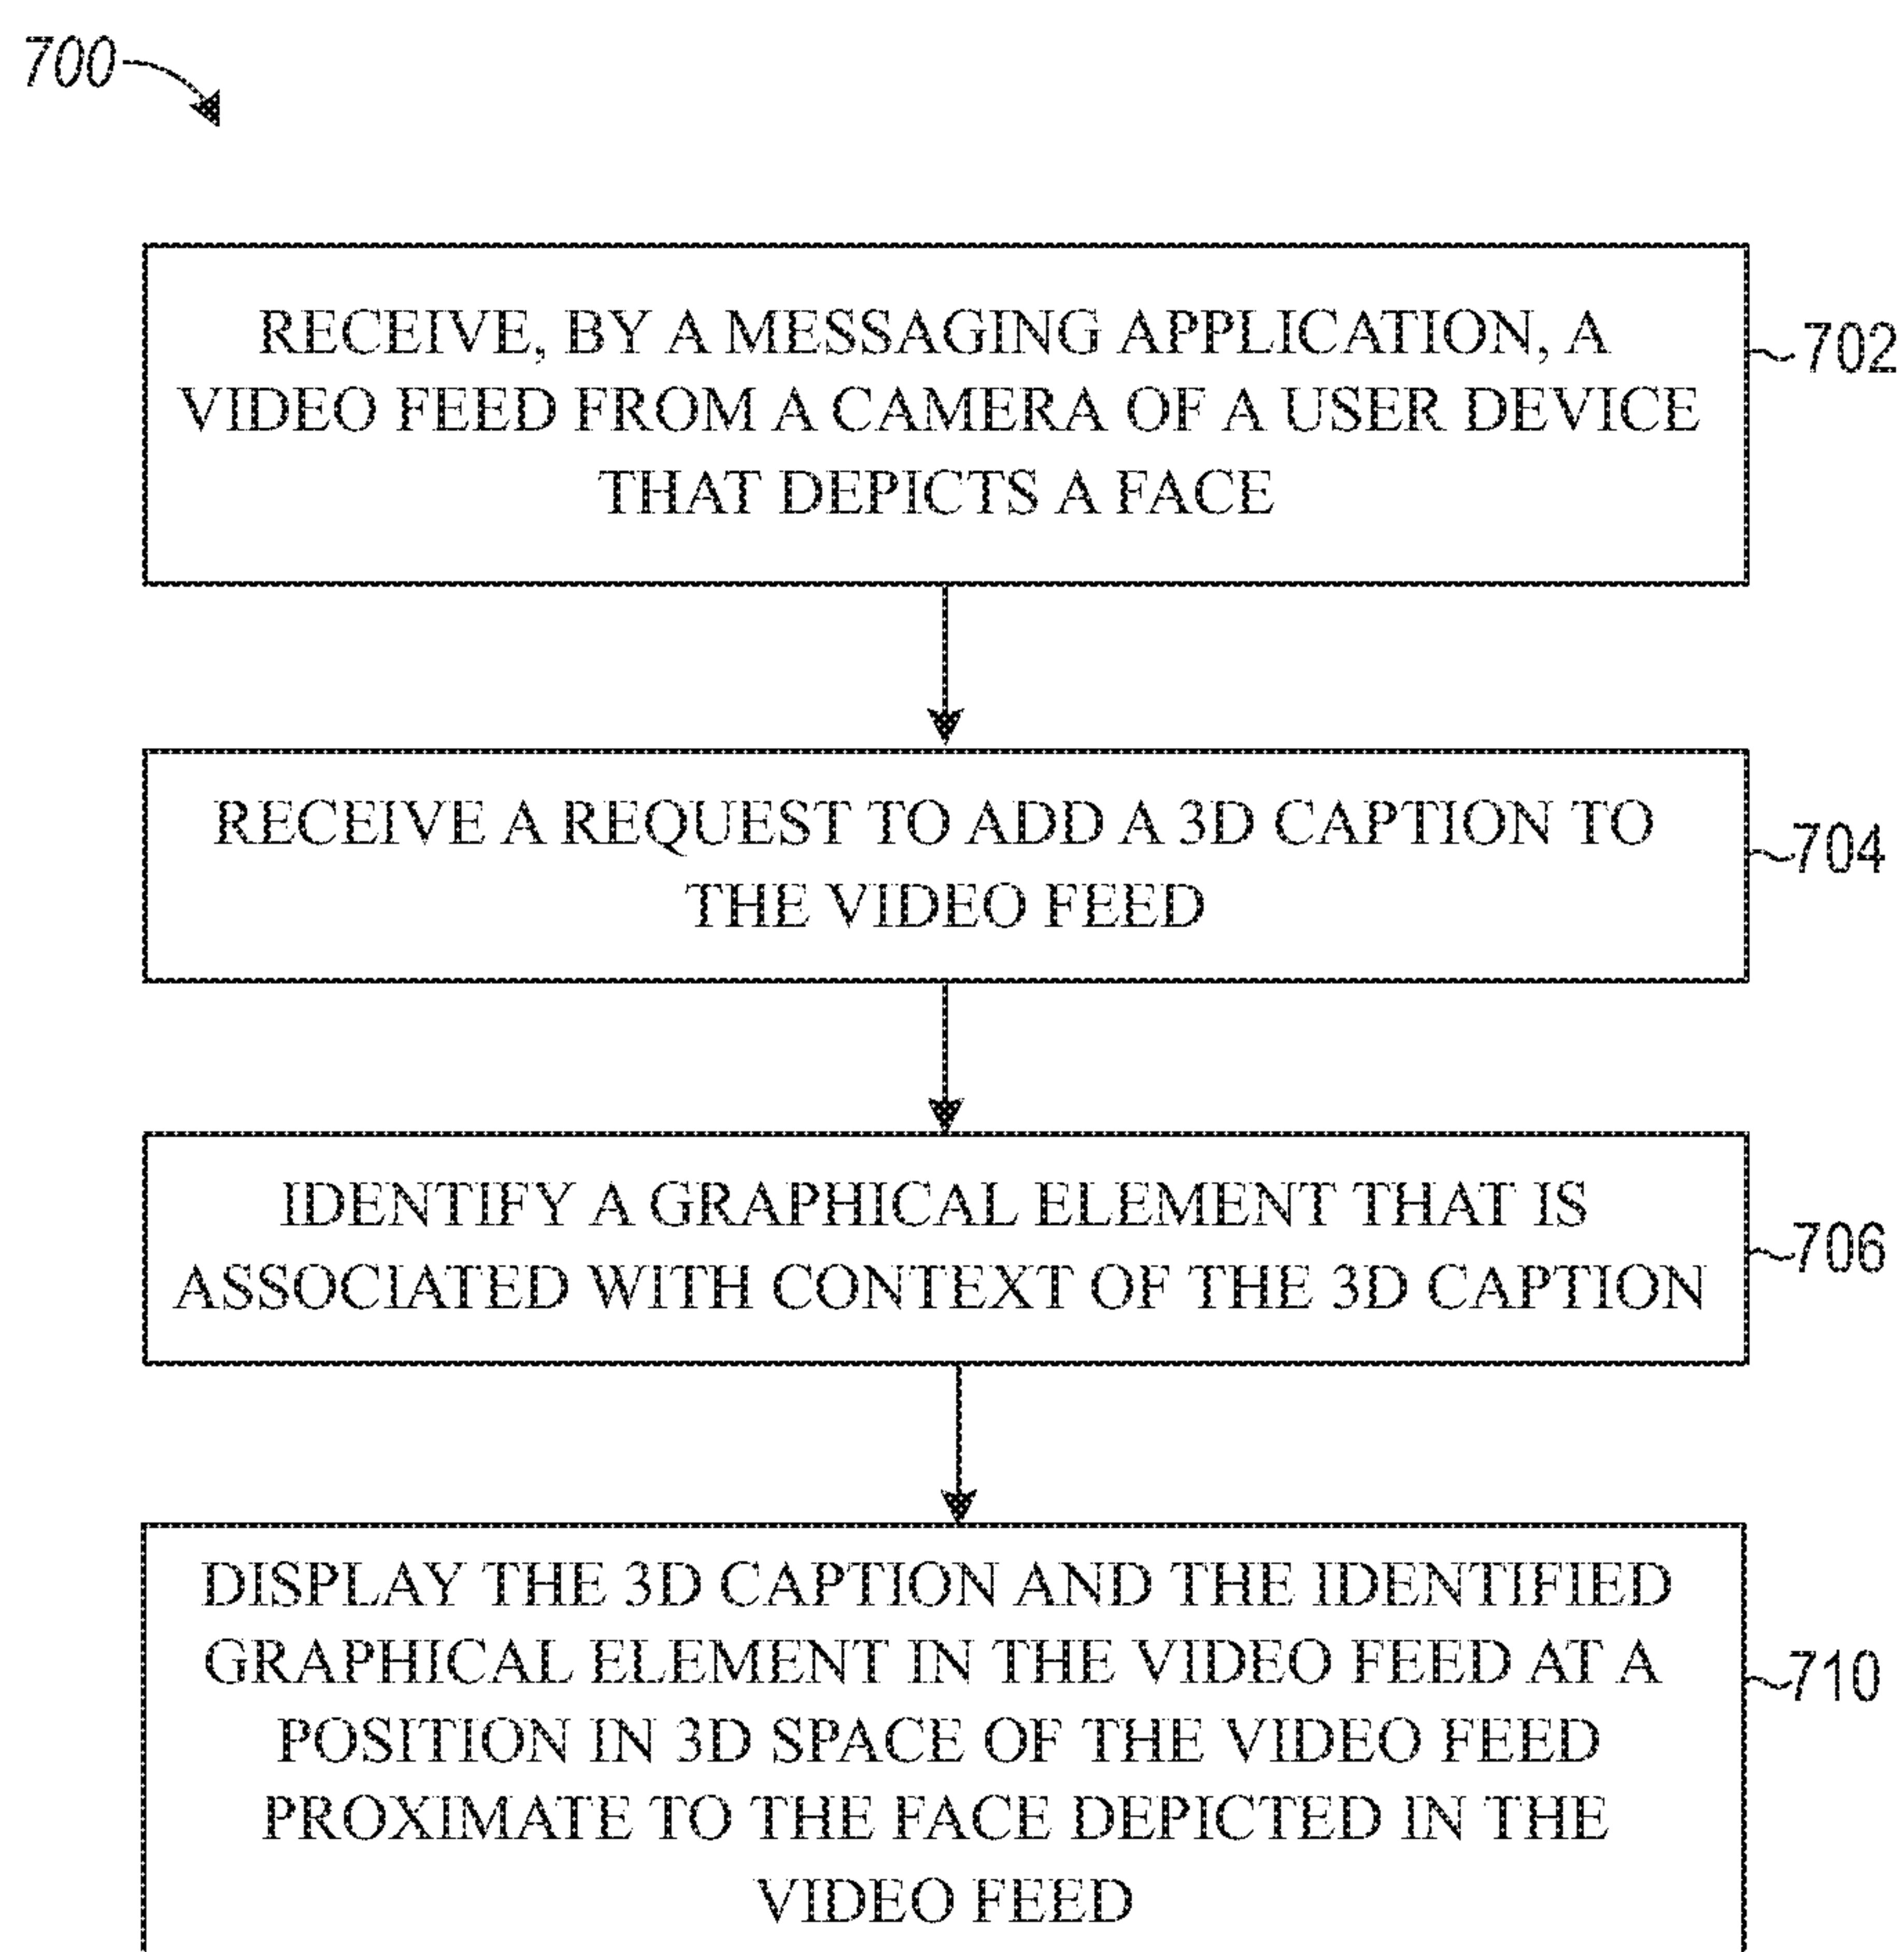 700
RECEIVE, BY A MESSAGING APPLICATION, A
VIDEO FEED FROM A CAMERA OF A USER DEVICE
THAT DEPICTS A FACE
702
RECEIVE A REQUEST TO ADD A 3D CAPTION TO
THE VIDEO FEED
704
IDENTIFY A GRAPHICAL ELEMENT THAT IS
ASSOCIATED WITH CONTEXT OF THE 3D CAPTION
706
DISPLAY THE 3D CAPTION AND THE IDENTIFIED
GRAPHICAL ELEMENT IN THE VIDEO FEED AT A
POSITION IN 3D SPACE OF THE VIDEO FEED
PROXIMATE TO THE FACE DEPICTED IN THE
VIDEO FEED
710